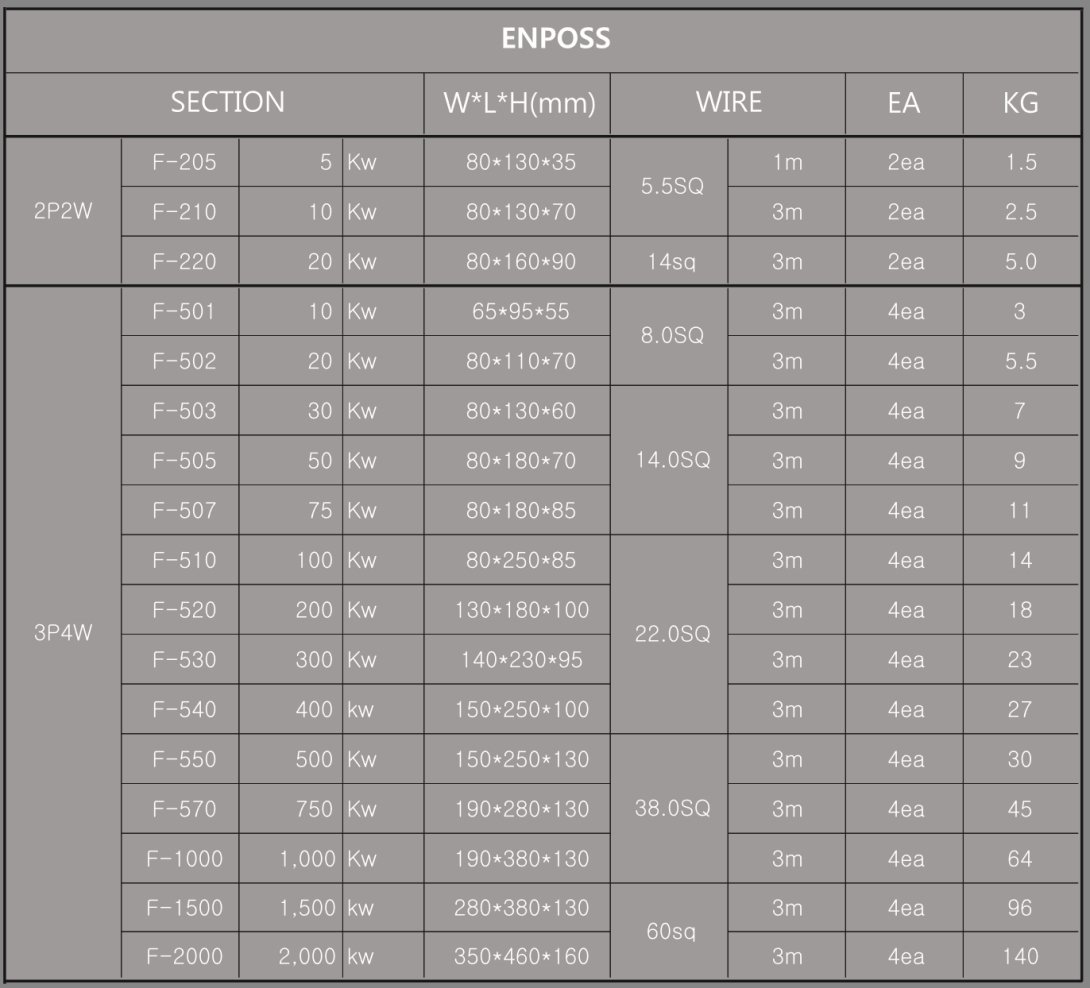 ENPOSS
SECTION W*L*H(mm) WIRE EA KG
2P2W F-205 5 Kw 80*130*35 5.5SQ 1m 2ea 1.5
F-210 10 Kw 80*130*70 3m 2ea 2.5
F-220 20 Kw 80*160*90 14sq 3m 2ea 5.0
3P4W F-501 10 Kw 65*95*55 8.0SQ 3m 4ea 3
F-502 20 Kw 80*110*70 3m 4ea 5.5
F-503 30 Kw 80*130*60 14.0SQ 3m 4ea 7
F-505 50 Kw 80*180*70 3m 4ea 9
F-507 75 Kw 80*180*85 3m 4ea 11
F-510 100 Kw 80*250*85 22.0SQ 3m 4ea 14
F-520 200 Kw 130*180*100 3m 4ea 18
F-530 300 Kw 140*230*95 3m 4ea 23
F-540 400 kw 150*250*100 3m 4ea 27
F-550 500 Kw 150*250*130 38.0SQ 3m 4ea 30
F-570 750 Kw 190*280*130 3m 4ea 45
F-1000 1,000 Kw 190*380*130 3m 4ea 64
F-1500 1,500 kw 280*380*130 60sq 3m 4ea 96
F-2000 2,000 kw 350*460*160 3m 4ea 140